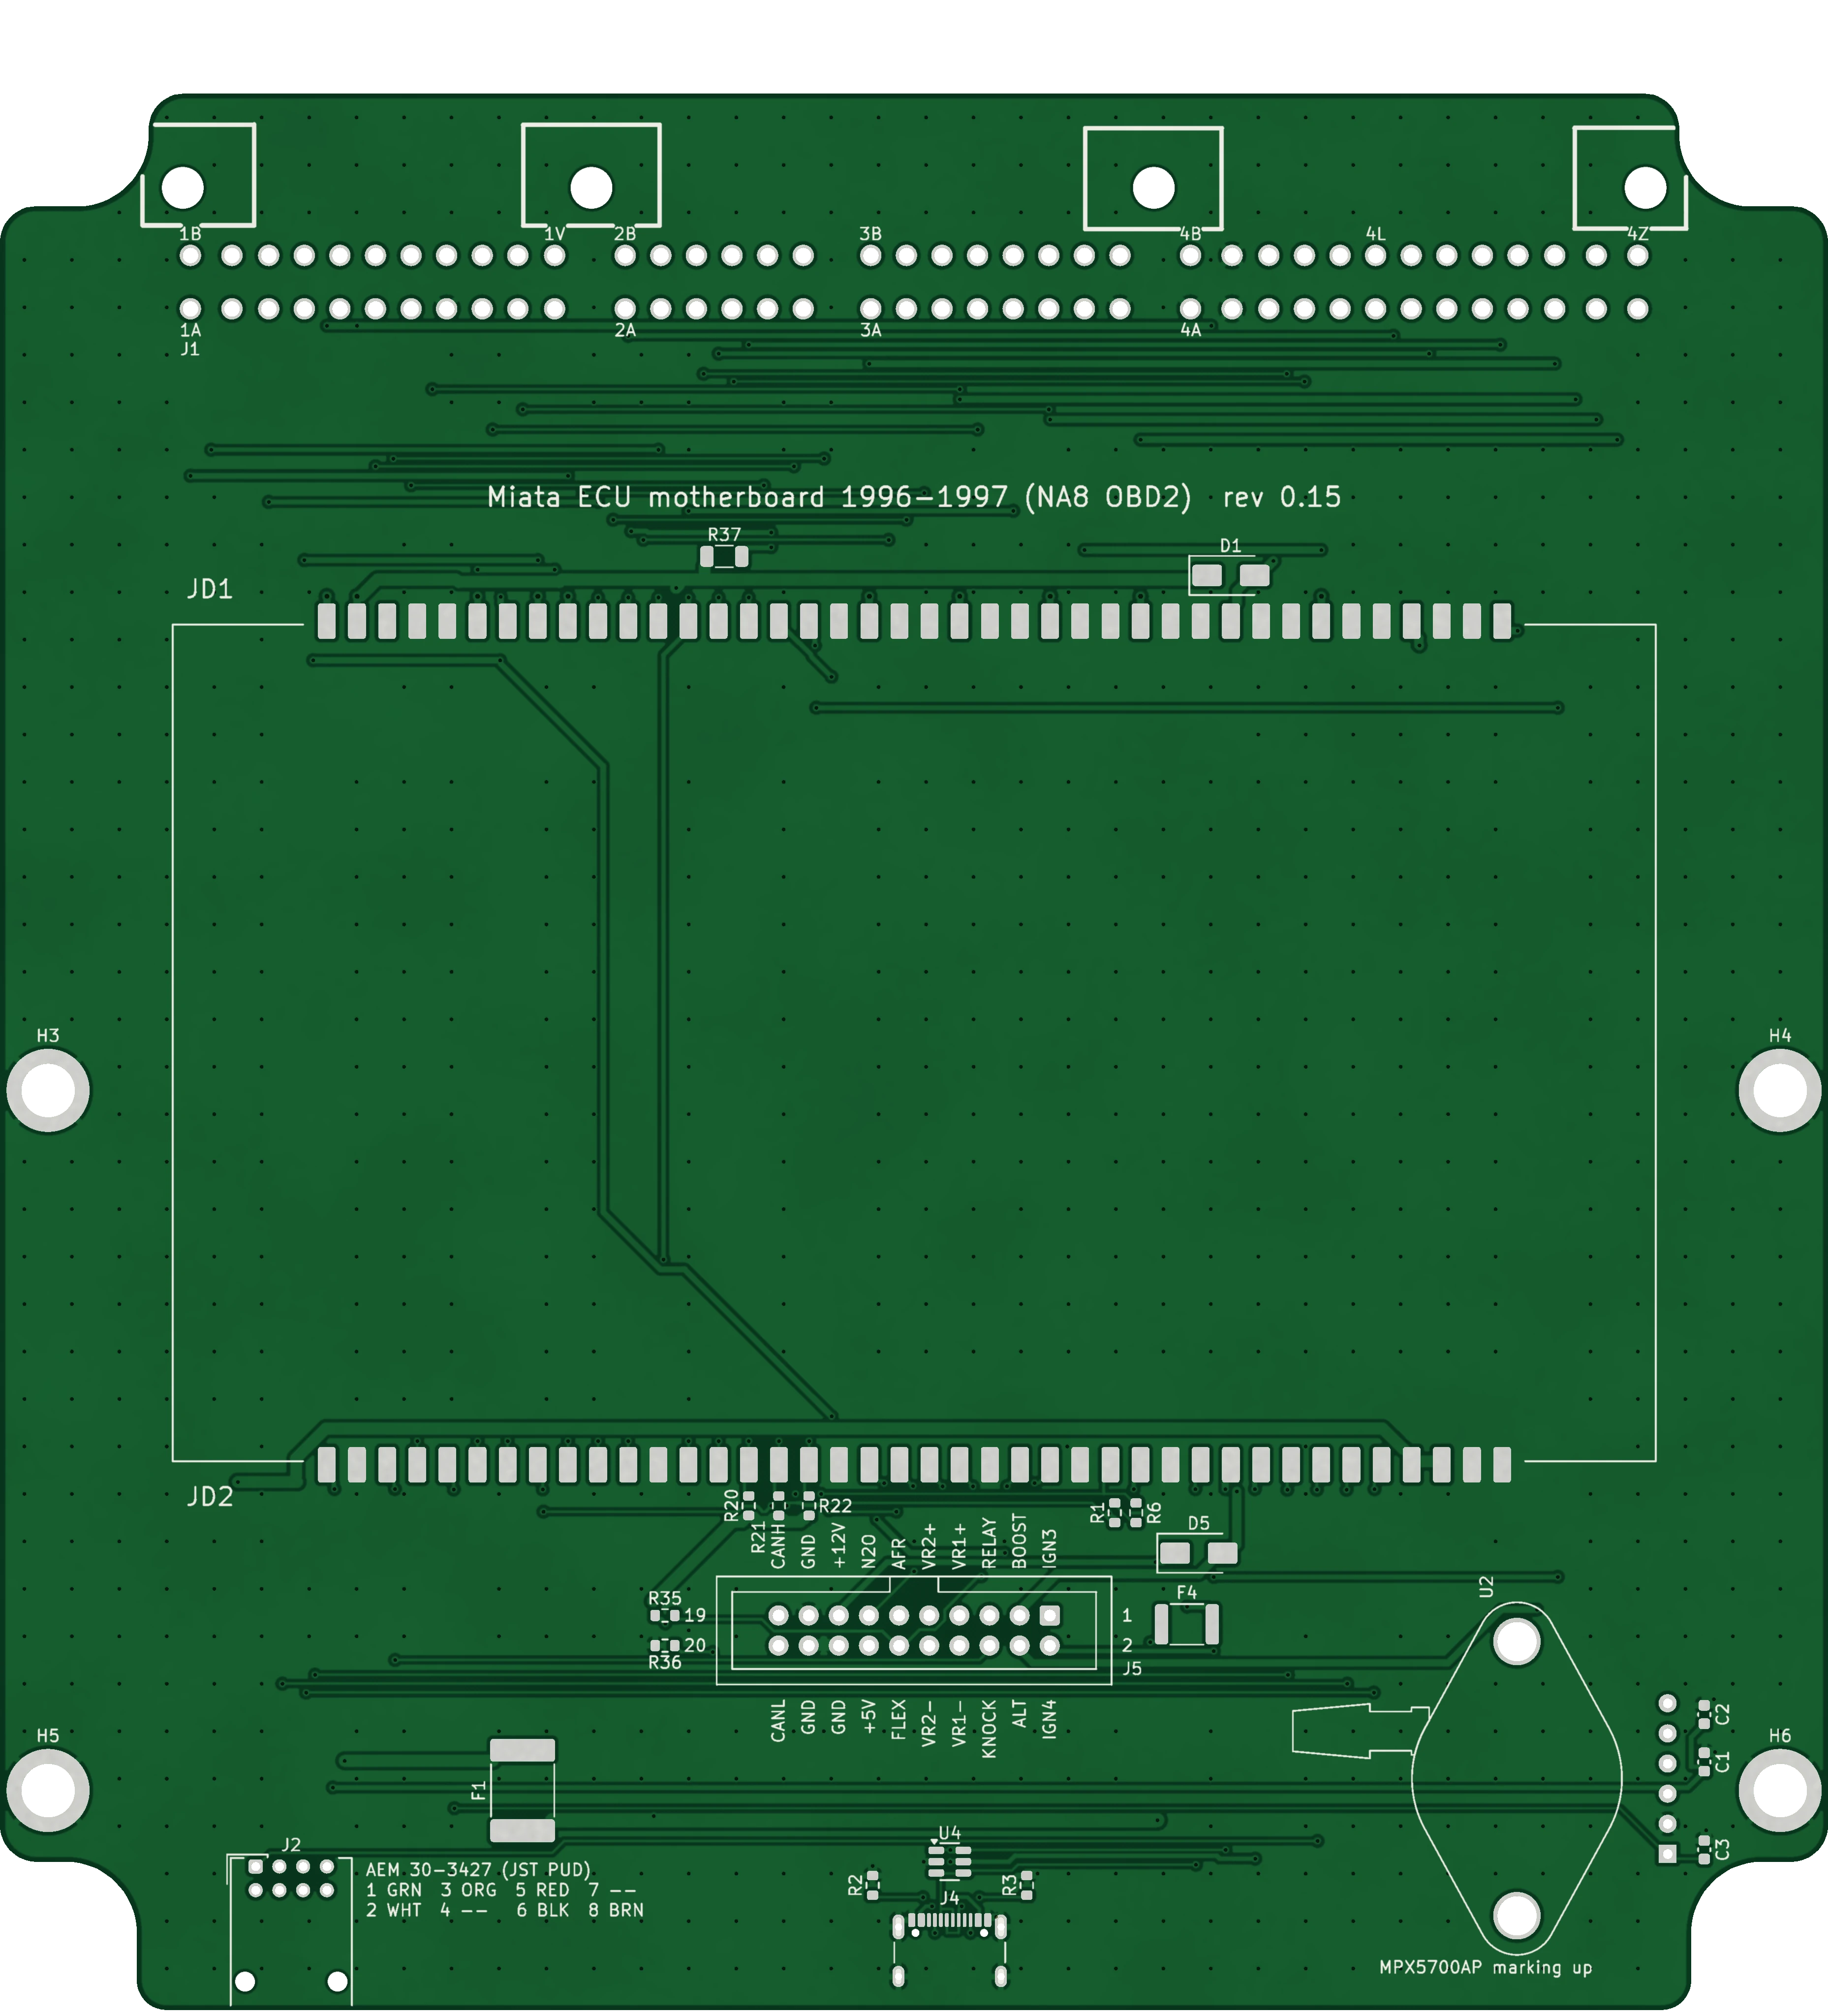 1B 1V 2B 3B 4B 4L 4Z
1A 2A 3A 4A
J1
Miata ECU motherboard 1996-1997 (NA8 OBD2) rev 0.15
R37
D1
JD1
H3
H4
JD2
R20
R21
R22
R1
R6
D5
CANH
GND
+12V
N2O
AFR
VR2+
VR1+
RELAY
BOOST
IGN3
F4
U2
R35
19
1
20
2
R36
J5
CANL
GND
GND
+5V
FLEX
VR2-
VR1-
KNOCK
ALT
IGN4
C2
H5
H6
C1
F1
U4
J2
C3
AEM 30-3427 (JST PUD)
1 GRN 3 ORG 5 RED 7 --
2 WHT 4 -- 6 BLK 8 BRN
R2
R3
J4
MPX5700AP marking up